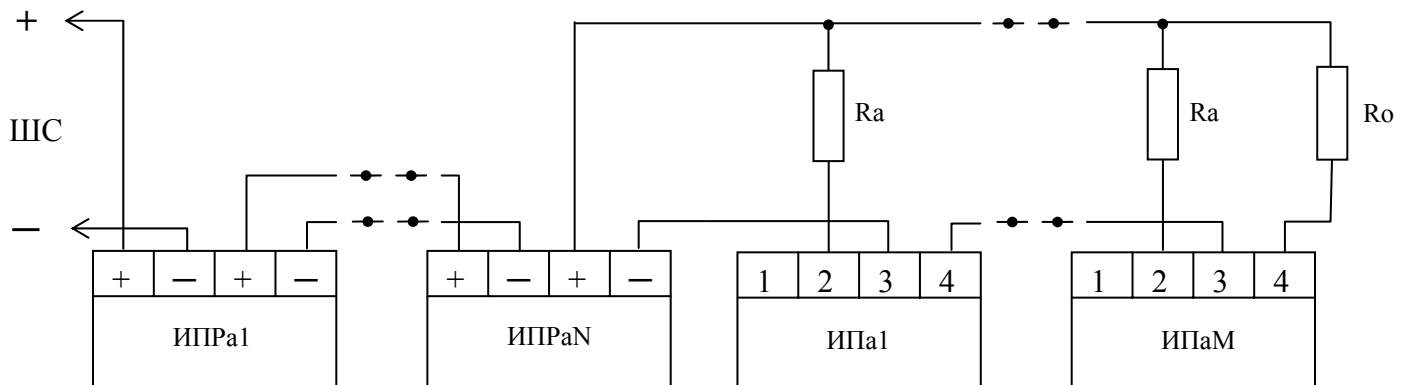 +
ШС
−
Ra
Ra
Ro
+ − + −
ИПРа1
+ − + −
ИПРаN
1 2 3 4
ИПа1
1 2 3 4
ИПаМ